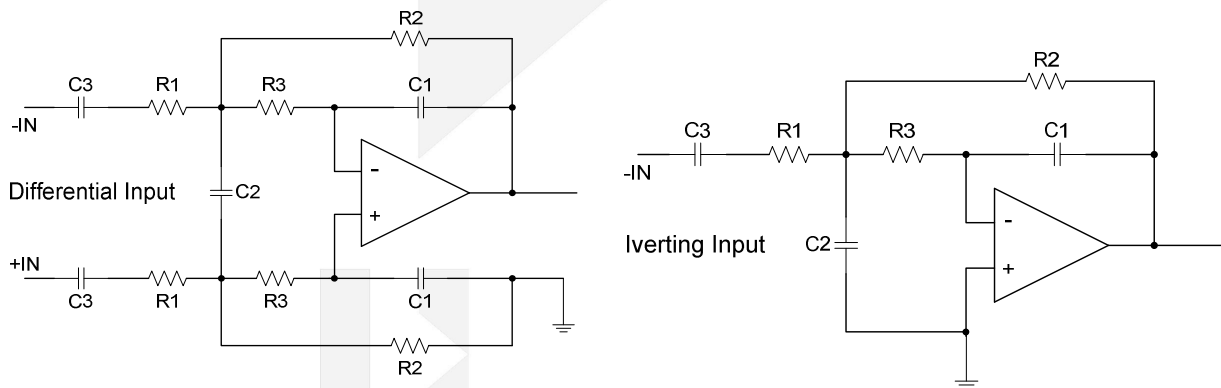 R2
C3 R1 R3 C1
-IN
-
Differential Input
C2
+
+IN
C3 R1 R3 C1
R2
R2
C3 R1 R3 C1
-IN
-
Iverting Input
C2
+